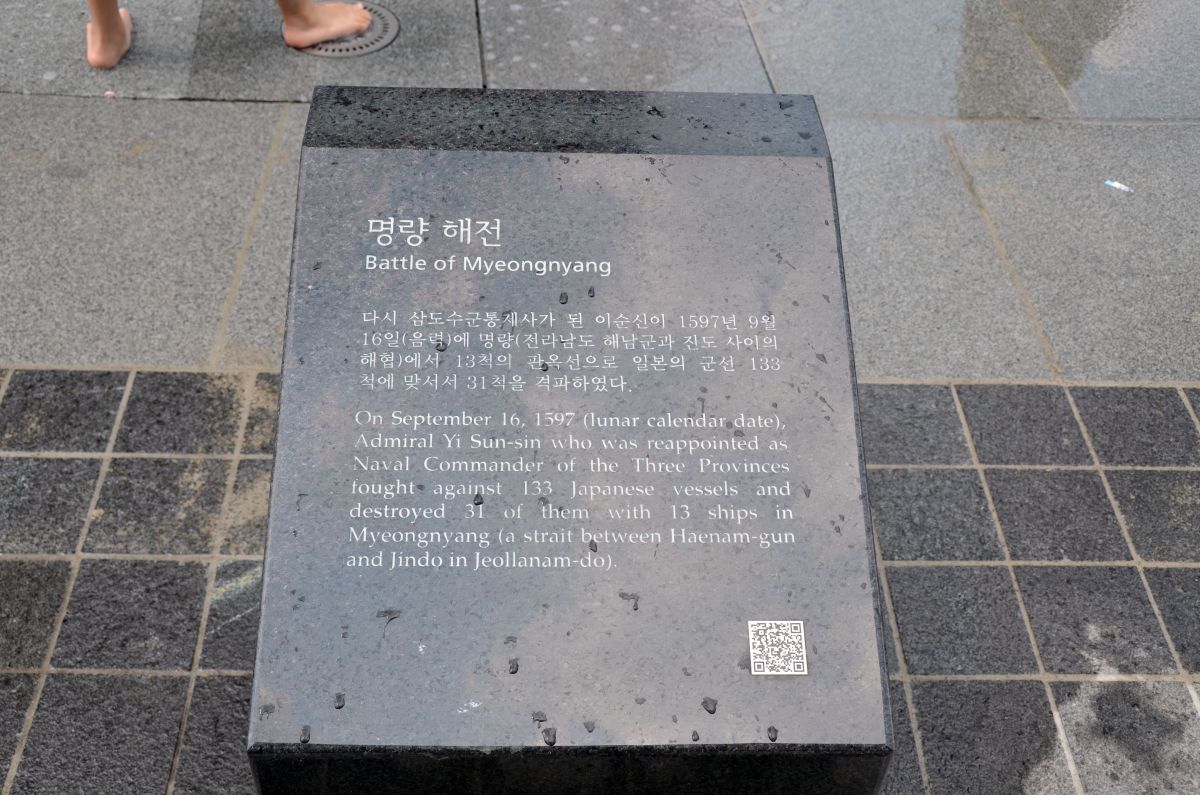 명량 해전
Battle of Myeongnyang
다시 삼도수군통제사가 된 이순신이 1597년 9월
16일(음력)에 명량(전라남도 해남군과 진도 사이의
해협)에서 13척의 판옥선으로 일본의 군선 133
척에 맞서서 31척을 격파하였다.
On September 16, 1597 (lunar calendar date),
Admiral Yi Sun-sin who was reappointed as
Naval Commander of the Three Provinces
fought against 133 Japanese vessels and
destroyed 31 of them with 13 ships in
Myeongnyang (a strait between Haenam-gun
and Jindo in Jeollanam-do).